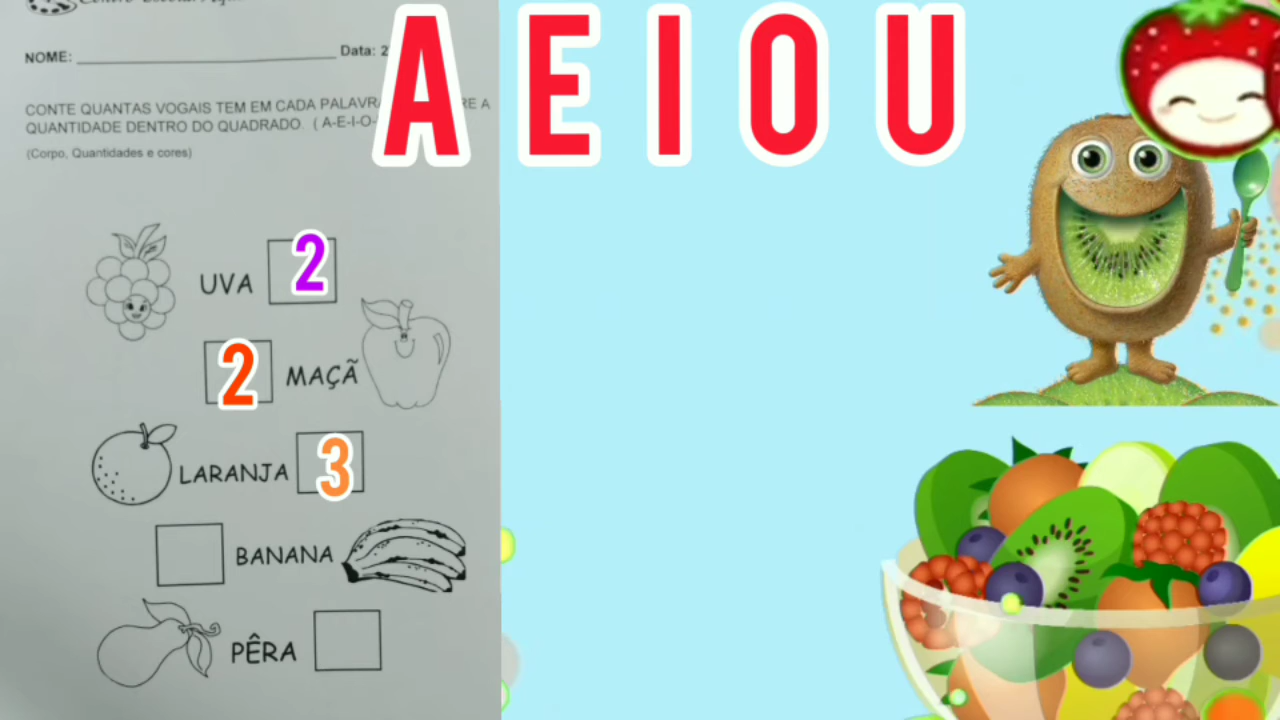 A E I O U
NOME: Data: 2
CONTE QUANTAS VOGAIS TEM EM CADA A
QUANTIDADE DENTRO DO QUADRADO. ( A-E-I-O-
(Corpo, Quantidades e cores)
UVA 2
2 MAÇÃ
LARANJA 3
BANANA
PÊRA